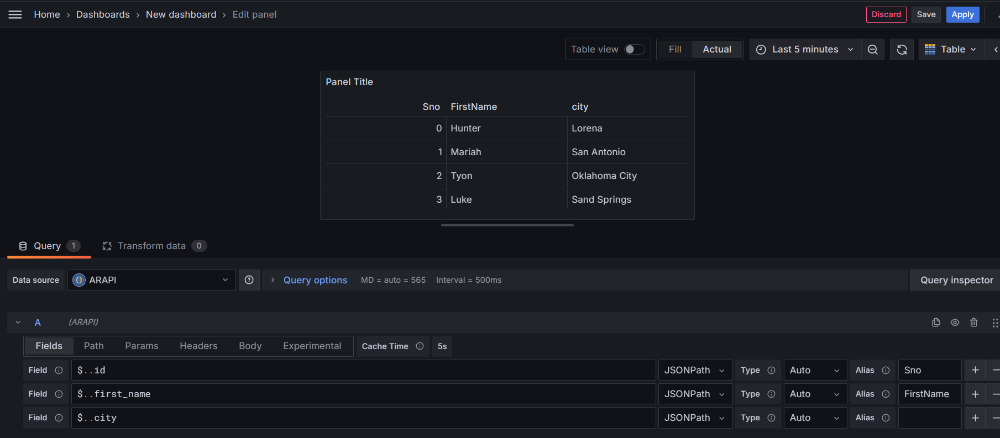 Home › Dashboards › New dashboard › Edit panel
Discard Save Apply
Table view Fill Actual Last 5 minutes Table
Panel Title
Sno FirstName city
0 Hunter Lorena
1 Mariah San Antonio
2 Tyon Oklahoma City
3 Luke Sand Springs
Query 1 Transform data 0
Data source {} ARAPI Query options MD = auto = 565 Interval = 500ms Query inspector
A (ARAPI)
Fields Path Params Headers Body Experimental Cache Time 5s
Field $..id JSONPath Type Auto Alias Sno
Field $..first_name JSONPath Type Auto Alias FirstName
Field $..city JSONPath Type Auto Alias